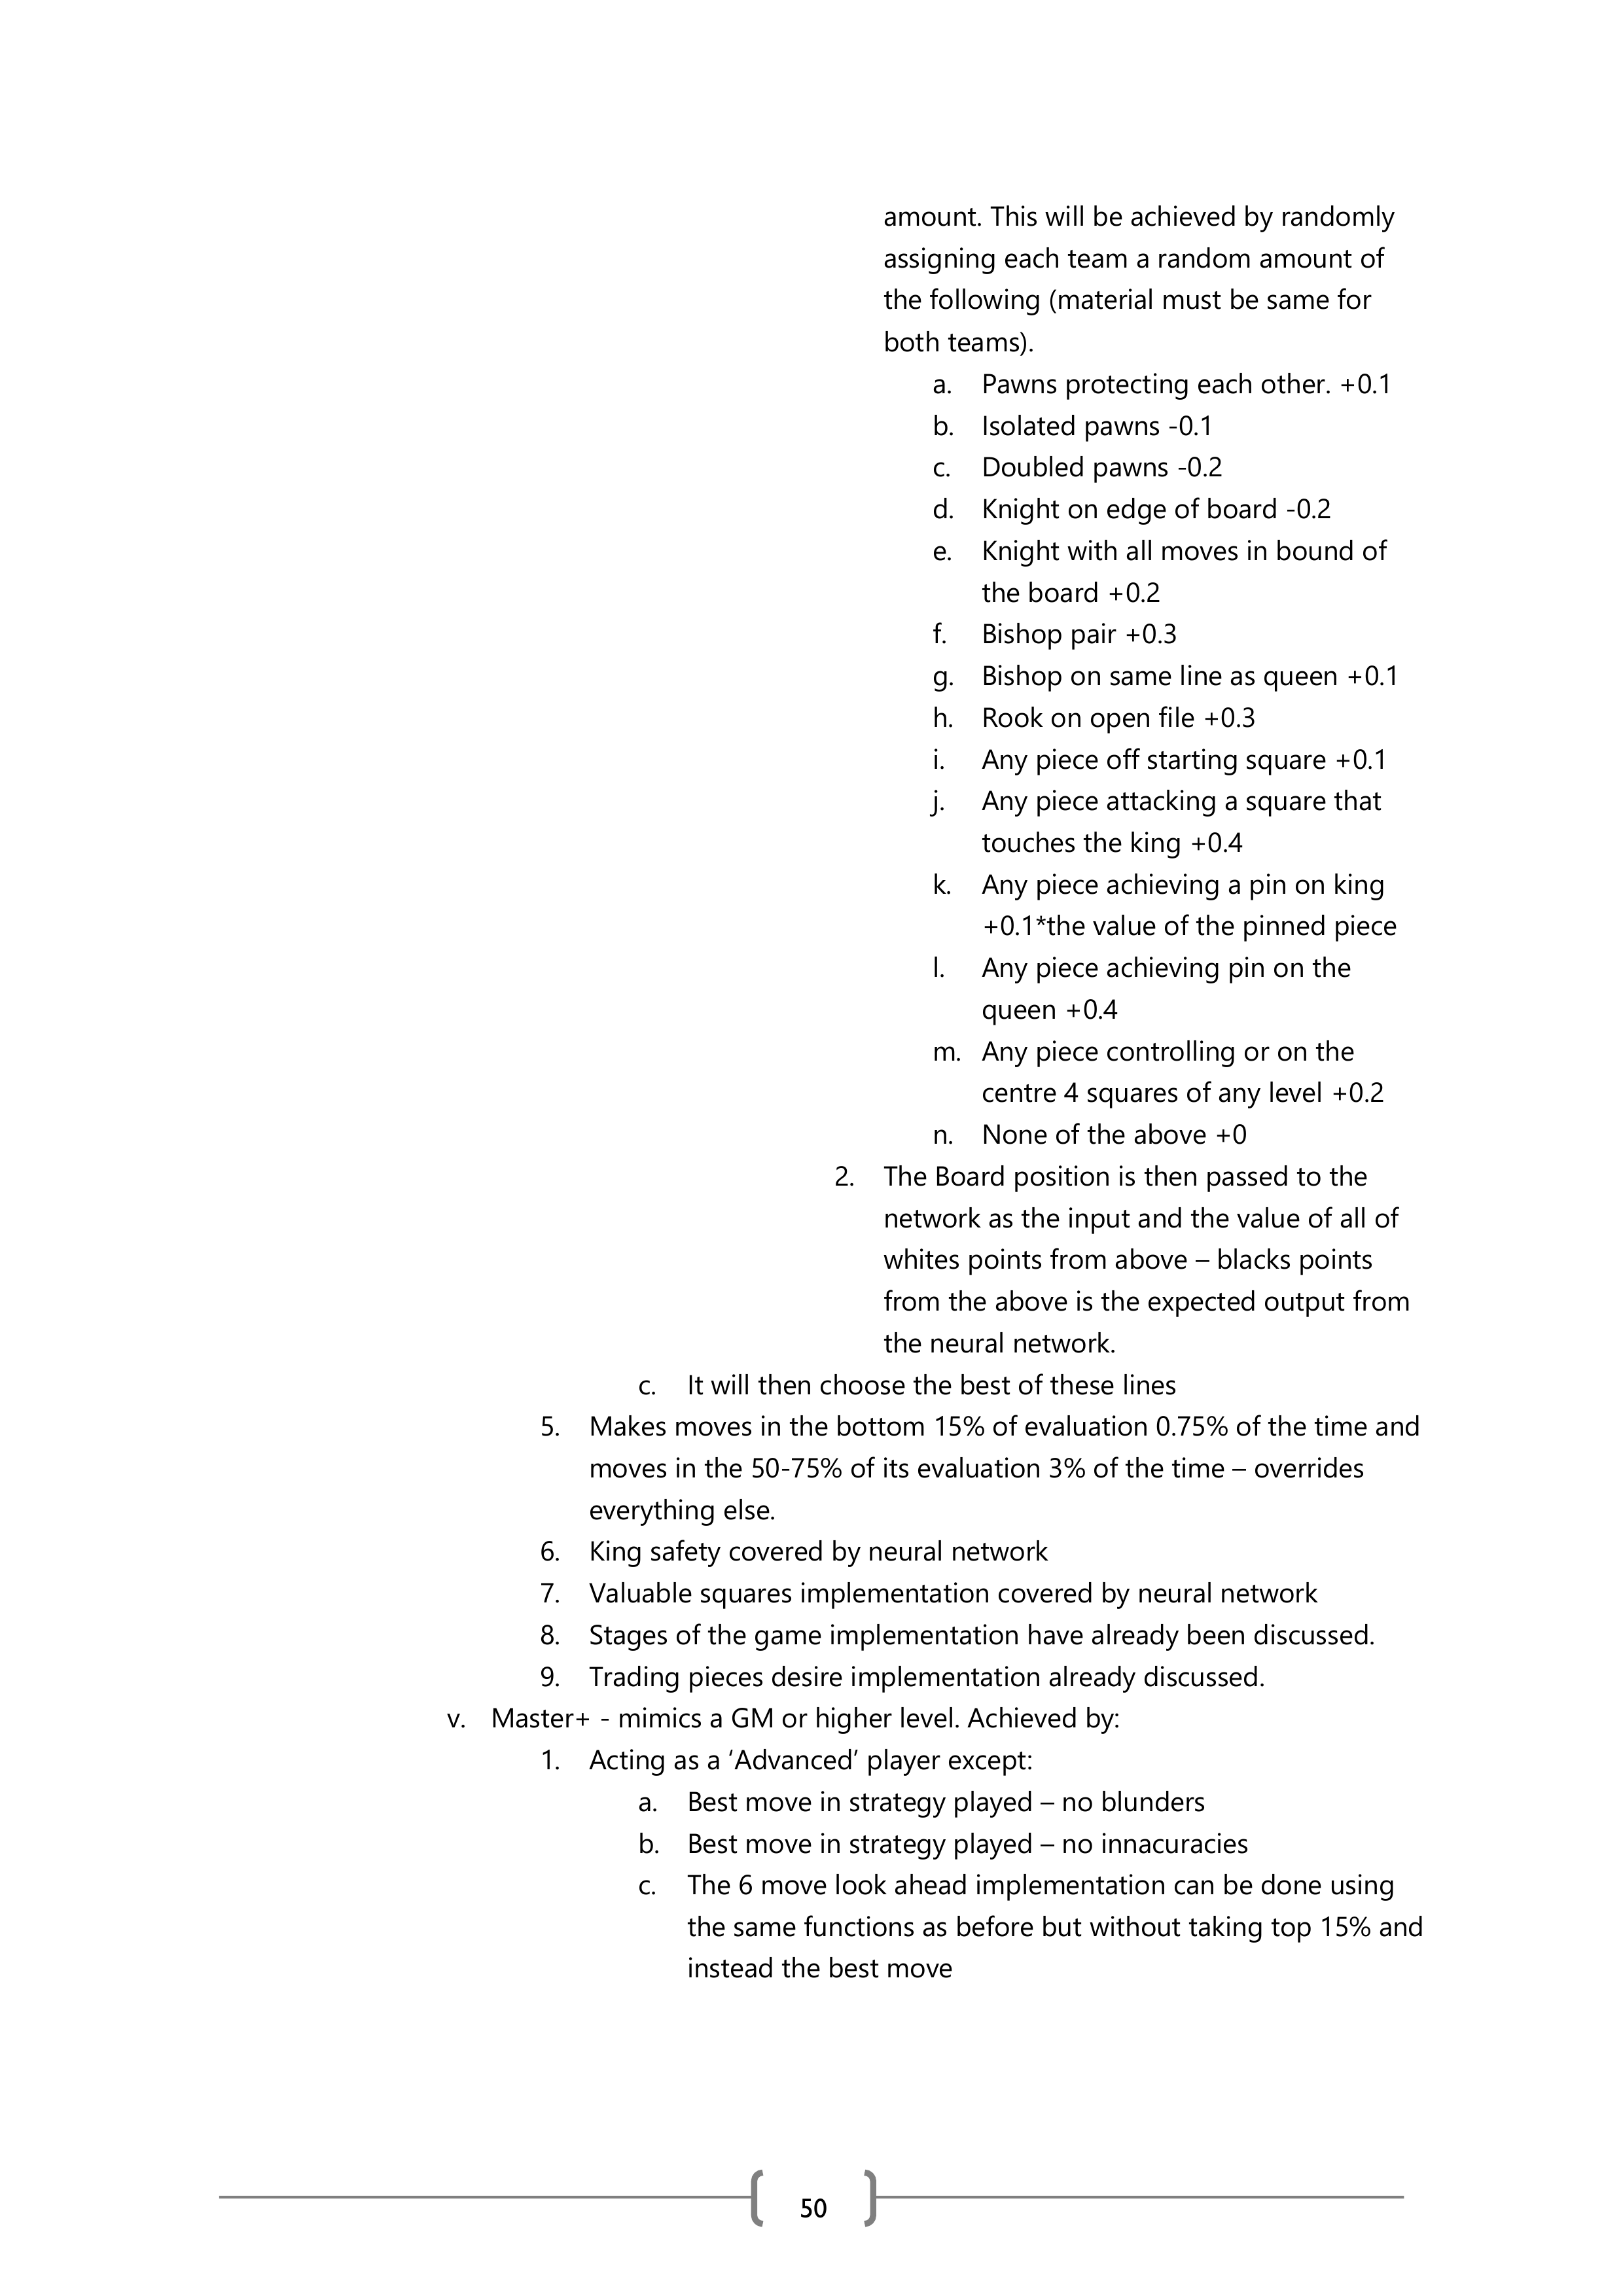 amount. This will be achieved by randomly
assigning each team a random amount of
the following (material must be same for
both teams).
a. Pawns protecting each other. +0.1
b. Isolated pawns -0.1
c. Doubled pawns -0.2
d. Knight on edge of board -0.2
e. Knight with all moves in bound of
the board +0.2
f. Bishop pair +0.3
g. Bishop on same line as queen +0.1
h. Rook on open file +0.3
i. Any piece off starting square +0.1
j. Any piece attacking a square that
touches the king +0.4
k. Any piece achieving a pin on king
+0.1*the value of the pinned piece
l. Any piece achieving pin on the
queen +0.4
m. Any piece controlling or on the
centre 4 squares of any level +0.2
n. None of the above +0
2. The Board position is then passed to the
network as the input and the value of all of
whites points from above – blacks points
from the above is the expected output from
the neural network.
c. It will then choose the best of these lines
5. Makes moves in the bottom 15% of evaluation 0.75% of the time and
moves in the 50-75% of its evaluation 3% of the time – overrides
everything else.
6. King safety covered by neural network
7. Valuable squares implementation covered by neural network
8. Stages of the game implementation have already been discussed.
9. Trading pieces desire implementation already discussed.
v. Master+ - mimics a GM or higher level. Achieved by:
1. Acting as a ‘Advanced’ player except:
a. Best move in strategy played – no blunders
b. Best move in strategy played – no innacuracies
c. The 6 move look ahead implementation can be done using
the same functions as before but without taking top 15% and
instead the best move
50